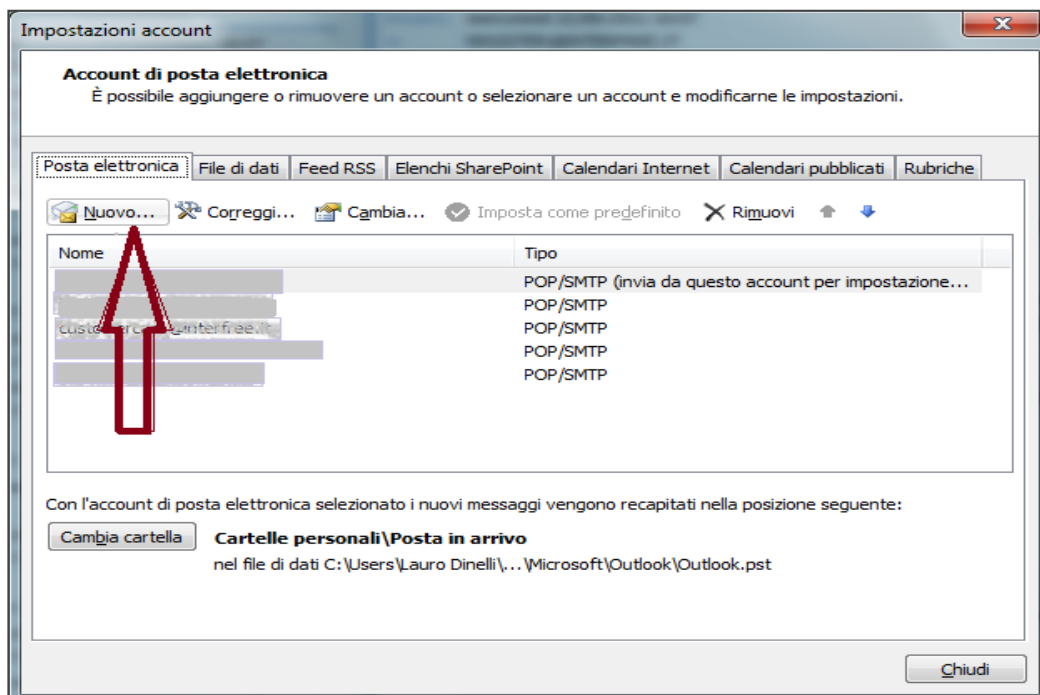 Impostazioni account
Account di posta elettronica
È possibile aggiungere o rimuovere un account o selezionare un account e modificarne le impostazioni.
Posta elettronica File di dati Feed RSS Elenchi SharePoint Calendari Internet Calendari pubblicati Rubriche
Nuovo... Correggi... Cambia... Imposta come predefinito Rimuovi
Nome Tipo
POP/SMTP (invia da questo account per impostazione...
POP/SMTP
POP/SMTP
POP/SMTP
POP/SMTP
Con l'account di posta elettronica selezionato i nuovi messaggi vengono recapitati nella posizione seguente:
Cambia cartella Cartelle personali\Posta in arrivo
nel file di dati C:\Users\Lauro Dinelli\...\Microsoft\Outlook\Outlook.pst
Chiudi